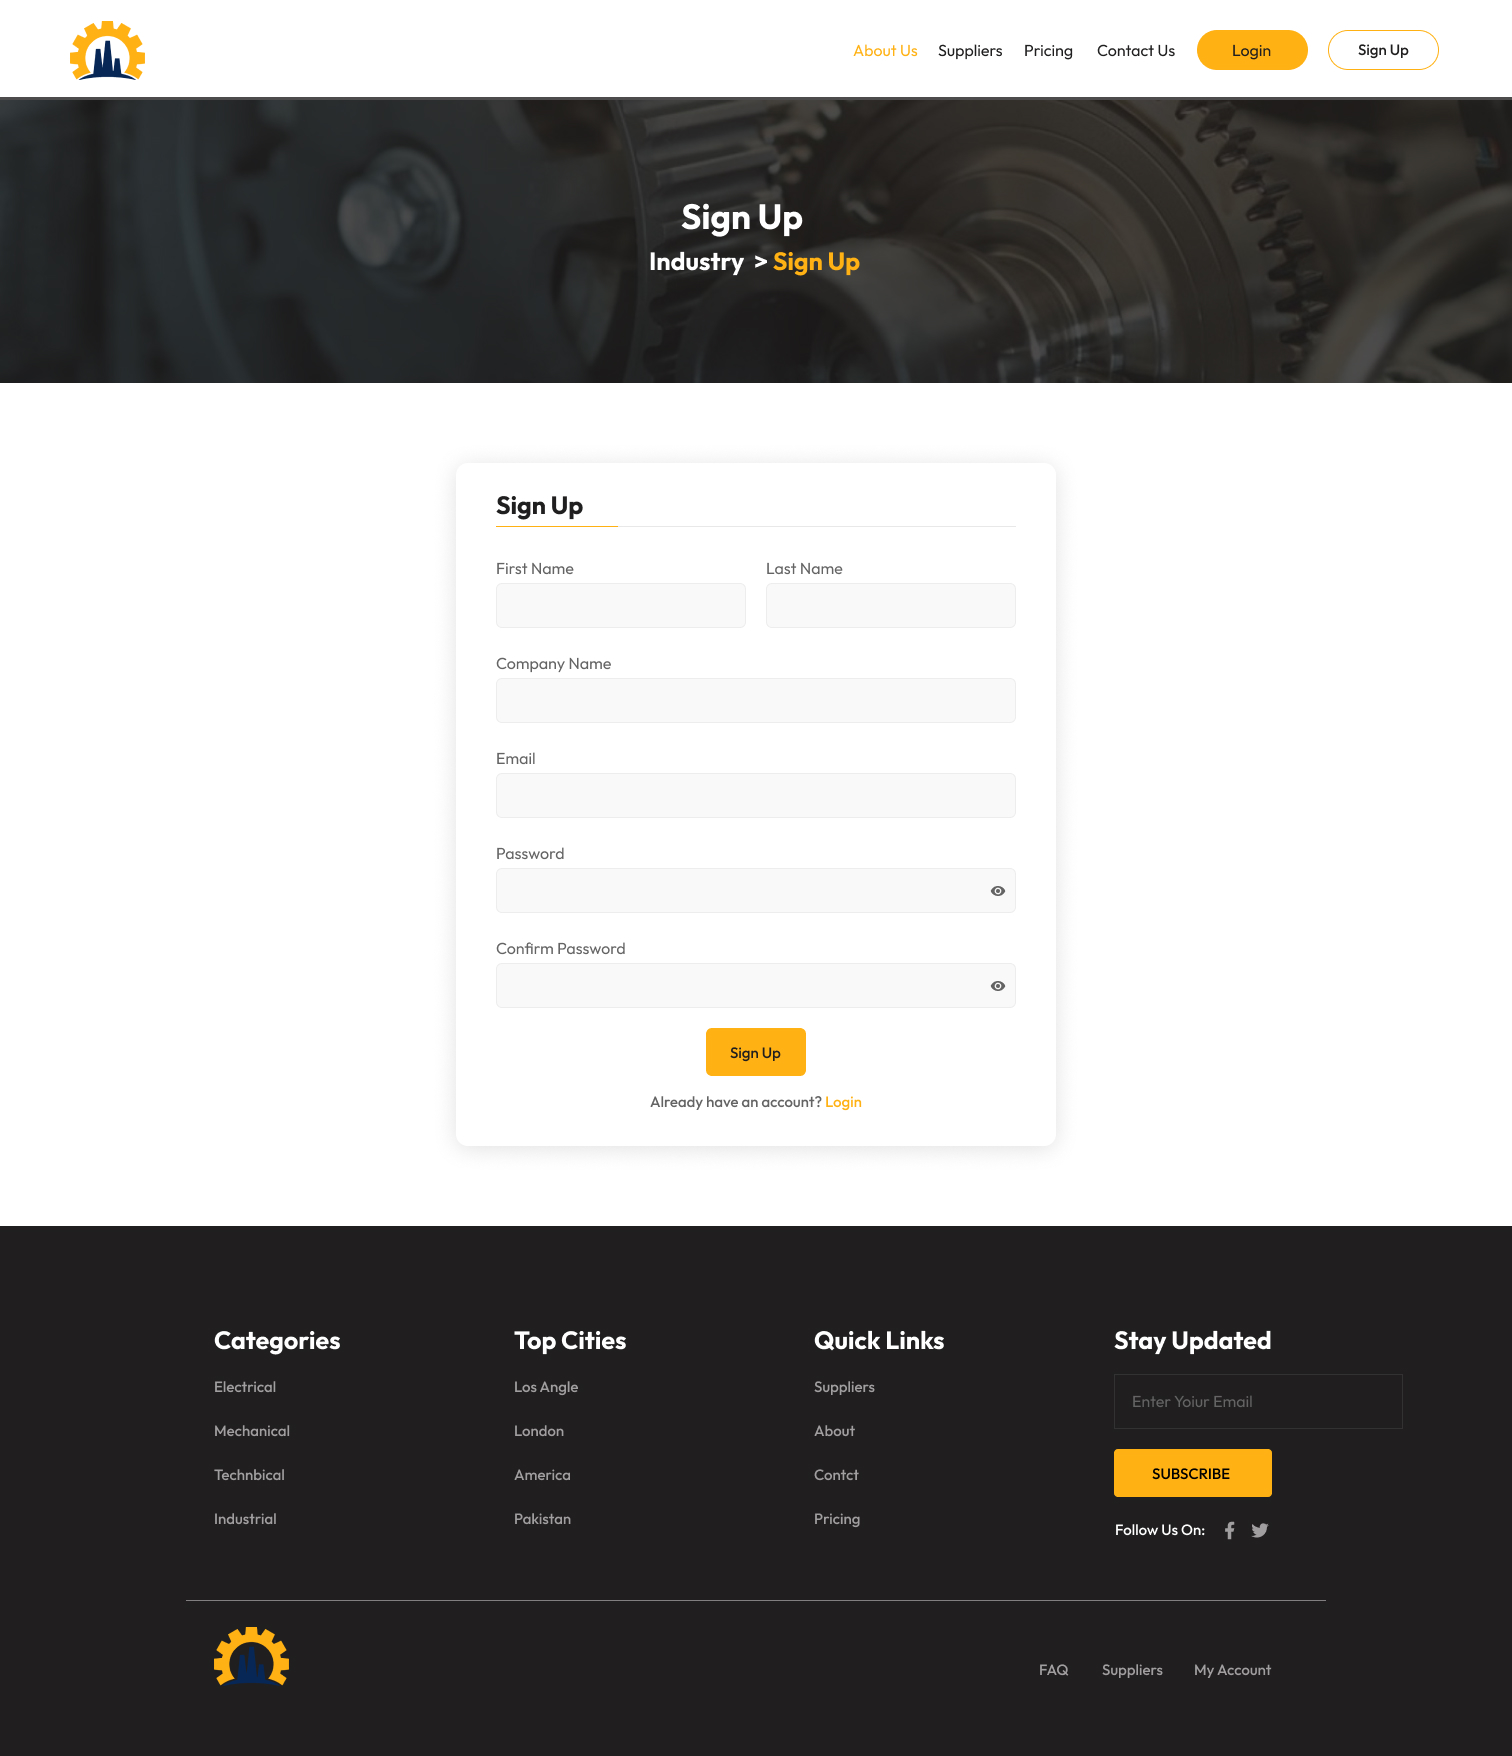 About Us Suppliers Pricing Contact Us Login Sign Up
Sign Up
Industry > Sign Up
Sign Up
First Name Last Name
Company Name
Email
Password
Confirm Password
Sign Up
Already have an account? Login
Categories Top Cities Quick Links Stay Updated
Electrical Los Angle Suppliers
Enter Yoiur Email
Mechanical London About
Technbical America Contct
SUBSCRIBE
Industrial Pakistan Pricing
Follow Us On:
FAQ Suppliers My Account